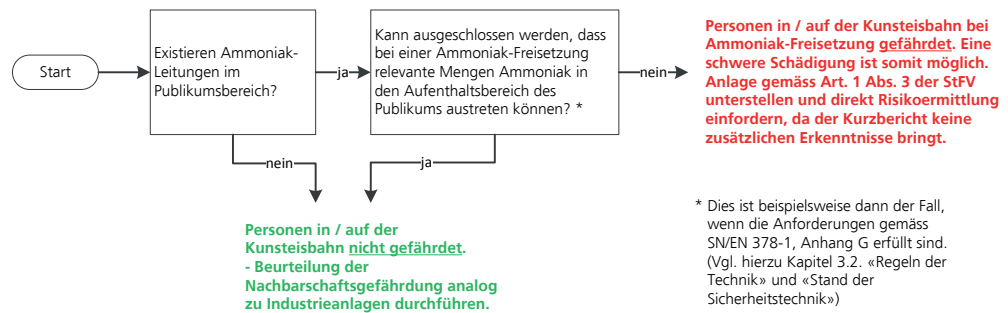 Start
Existieren Ammoniak-
Leitungen im
Publikumsbereich?
ja
Kann ausgeschlossen werden, dass
bei einer Ammoniak-Freisetzung
relevante Mengen Ammoniak in
den Aufenthaltsbereich des
Publikums austreten können? *
nein
Personen in / auf der Kunsteisbahn bei
Ammoniak-Freisetzung gefährdet. Eine
schwere Schädigung ist somit möglich.
Anlage gemäss Art. 1 Abs. 3 der StFV
unterstellen und direkt Risikoermittlung
einfordern, da der Kurzbericht keine
zusätzlichen Erkenntnisse bringt.
nein
ja
Personen in / auf der
Kunsteisbahn nicht gefährdet.
- Beurteilung der
Nachbarschaftsgefährdung analog
zu Industrieanlagen durchführen.
* Dies ist beispielsweise dann der Fall,
wenn die Anforderungen gemäss
SN/EN 378-1, Anhang G erfüllt sind.
(Vgl. hierzu Kapitel 3.2. «Regeln der
Technik» und «Stand der
Sicherheitstechnik»)